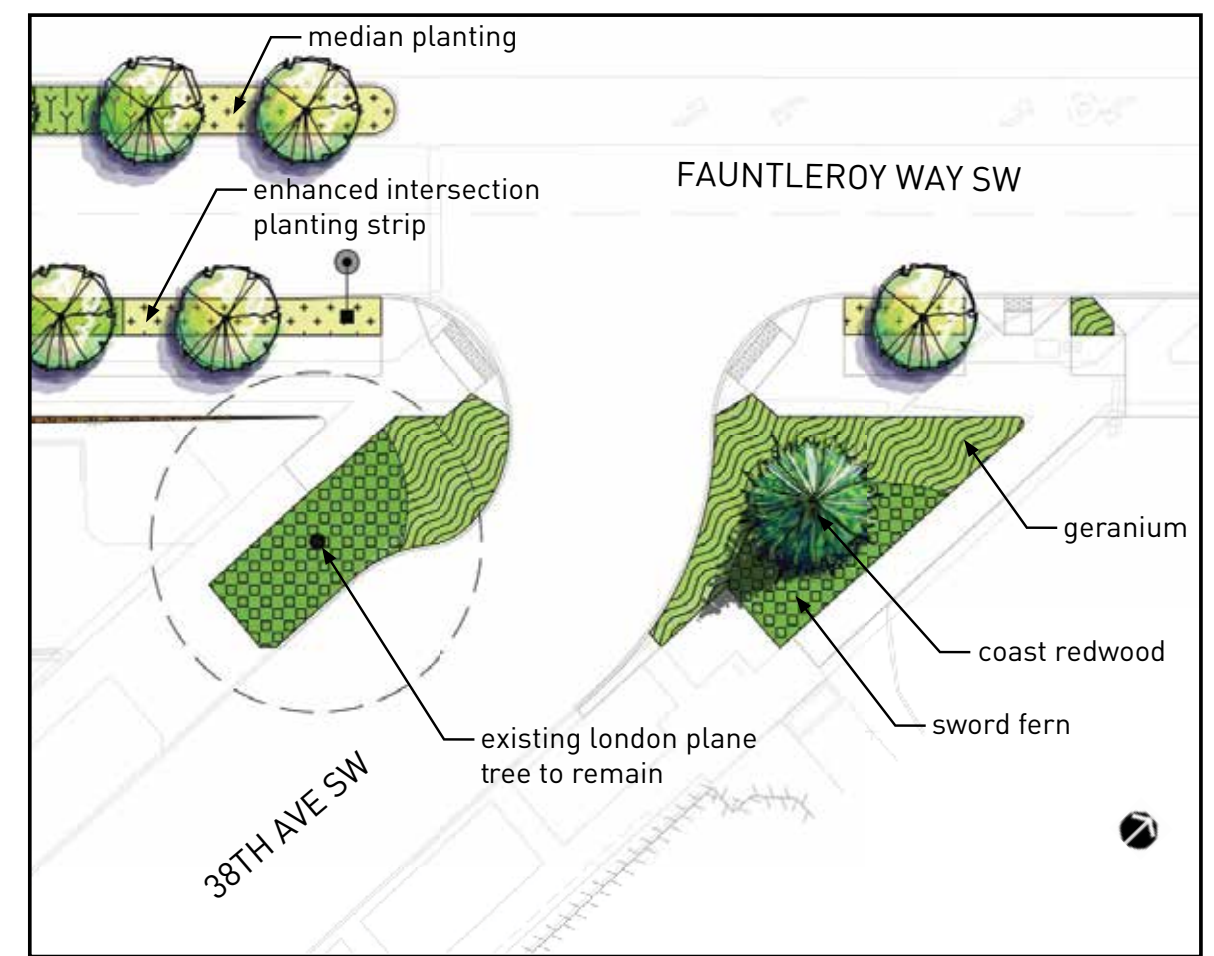 median planting
enhanced intersection
planting strip
FAUNTLEROY WAY SW
geranium
coast redwood
sword fern
existing london plane
tree to remain
38TH AVE SW